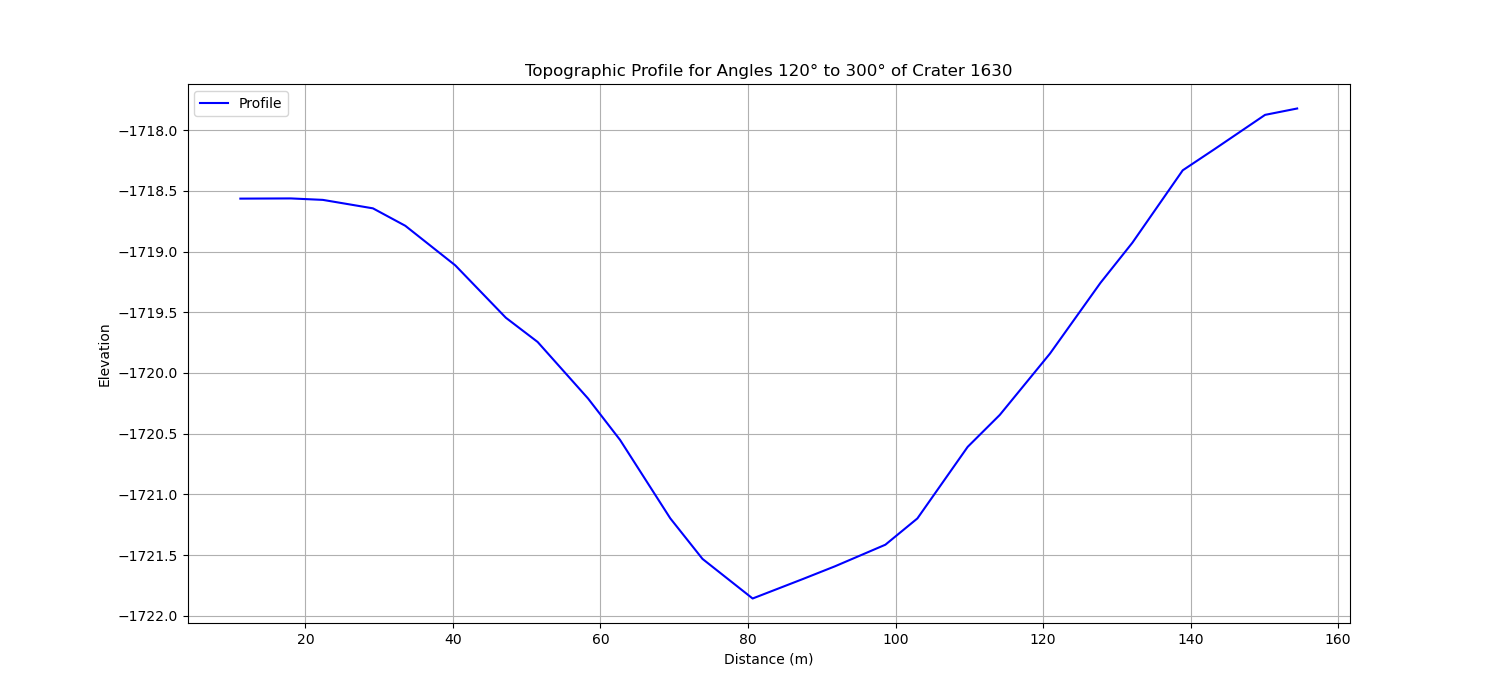 Topographic Profile for Angles 120° to 300° of Crater 1630
Profile
−1718.0
−1718.5
−1719.0
−1719.5
−1720.0
−1720.5
−1721.0
−1721.5
−1722.0
Elevation
20 40 60 80 100 120 140 160
Distance (m)